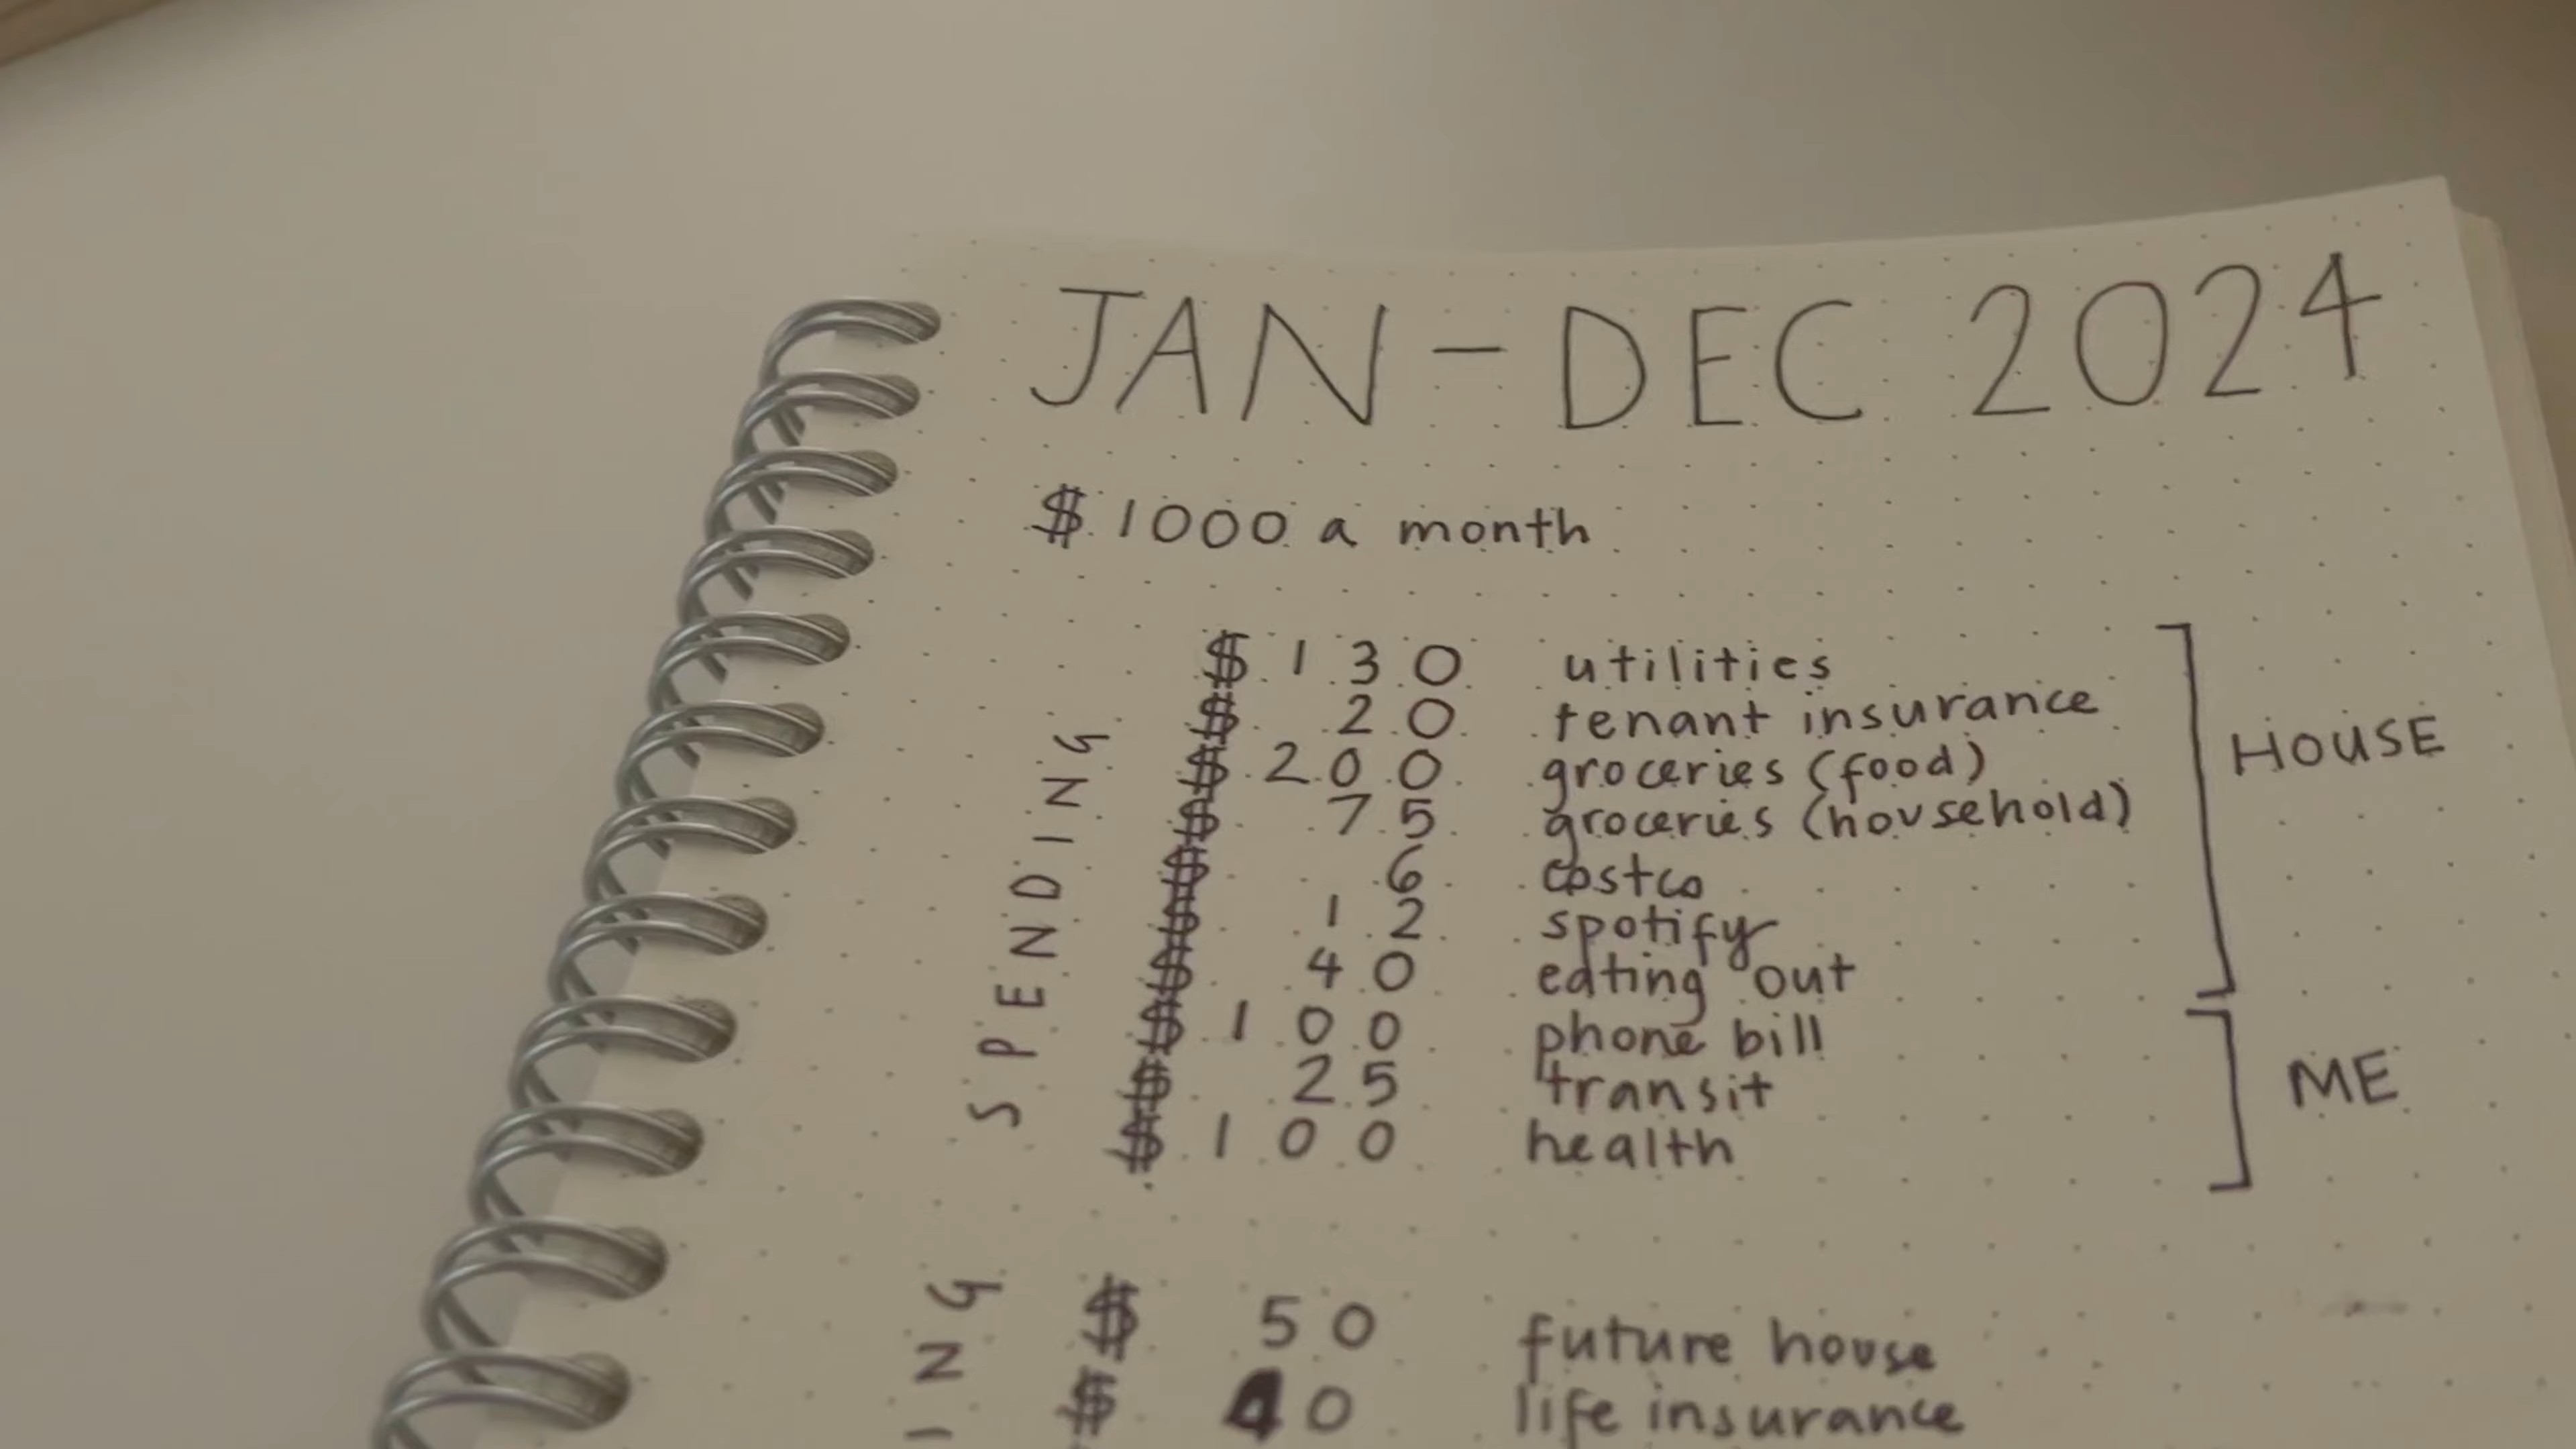 JAN-DEC 2024
$1000 a month
SPENDING
$130 utilities
$20 tenant insurance
$200 groceries (food)
$75 groceries (household)
$6 costco
$12 spotify
$40 eating out
HOUSE
$100 phone bill
$25 transit
$100 health
ME
ING
$50 future house
$40 life insurance